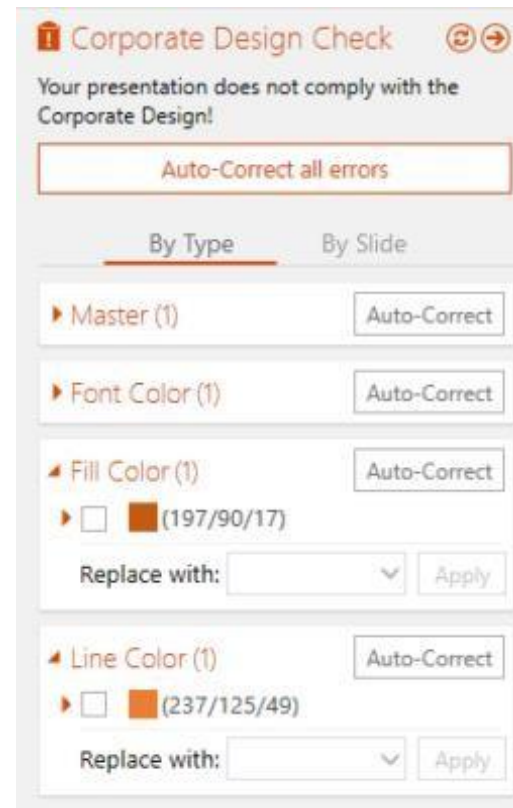 Corporate Design Check
Your presentation does not comply with the
Corporate Design!
Auto-Correct all errors
By Type By Slide
Master (1) Auto-Correct
Font Color (1) Auto-Correct
Fill Color (1) Auto-Correct
(197/90/17)
Replace with: Apply
Line Color (1) Auto-Correct
(237/125/49)
Replace with: Apply